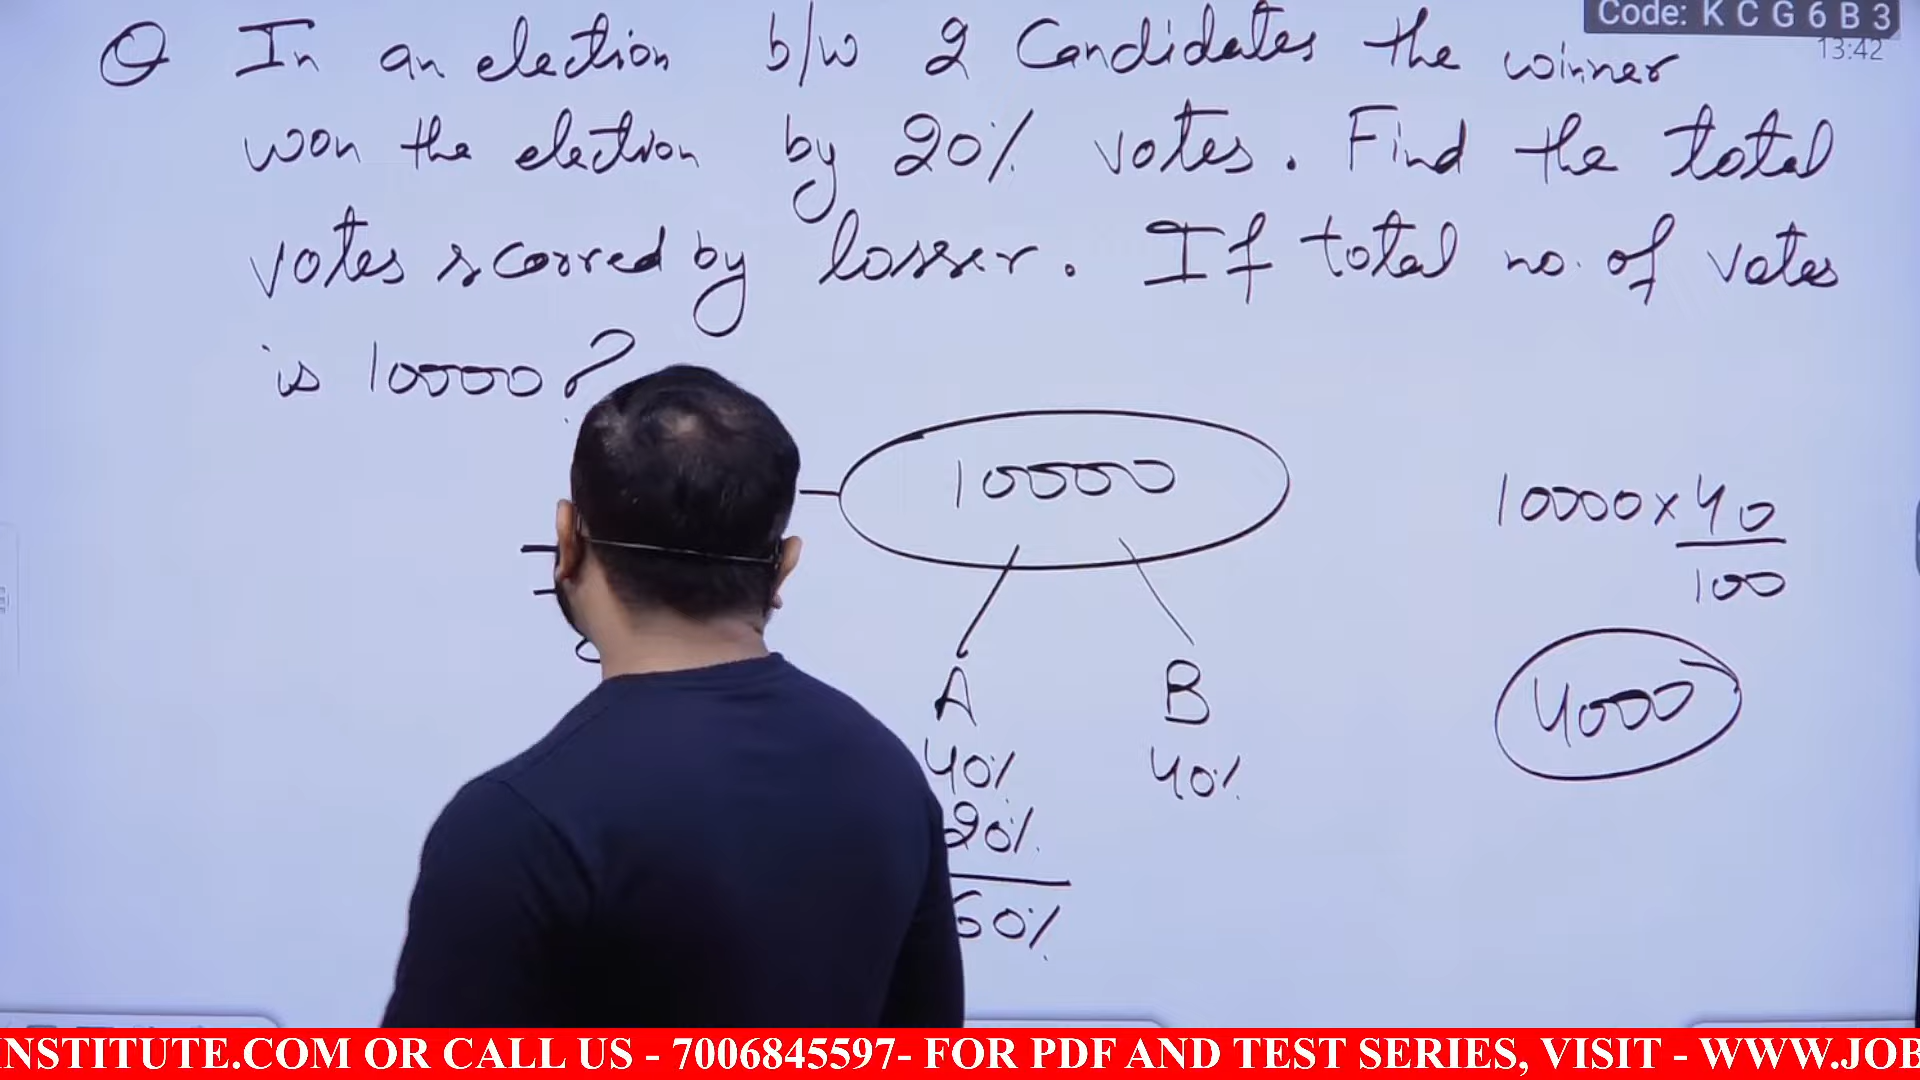 Code: K C G 6 B 3
13:42
Q In an election b/w 2 Candidates the winner
won the election by 20% votes. Find the total
votes scorred by losser. If total no. of votes
is 10000?
10000
10000 x 40
100
A B
40% 40%
20%
60%
4000
INSTITUTE.COM OR CALL US - 7006845597- FOR PDF AND TEST SERIES, VISIT - WWW.JOB